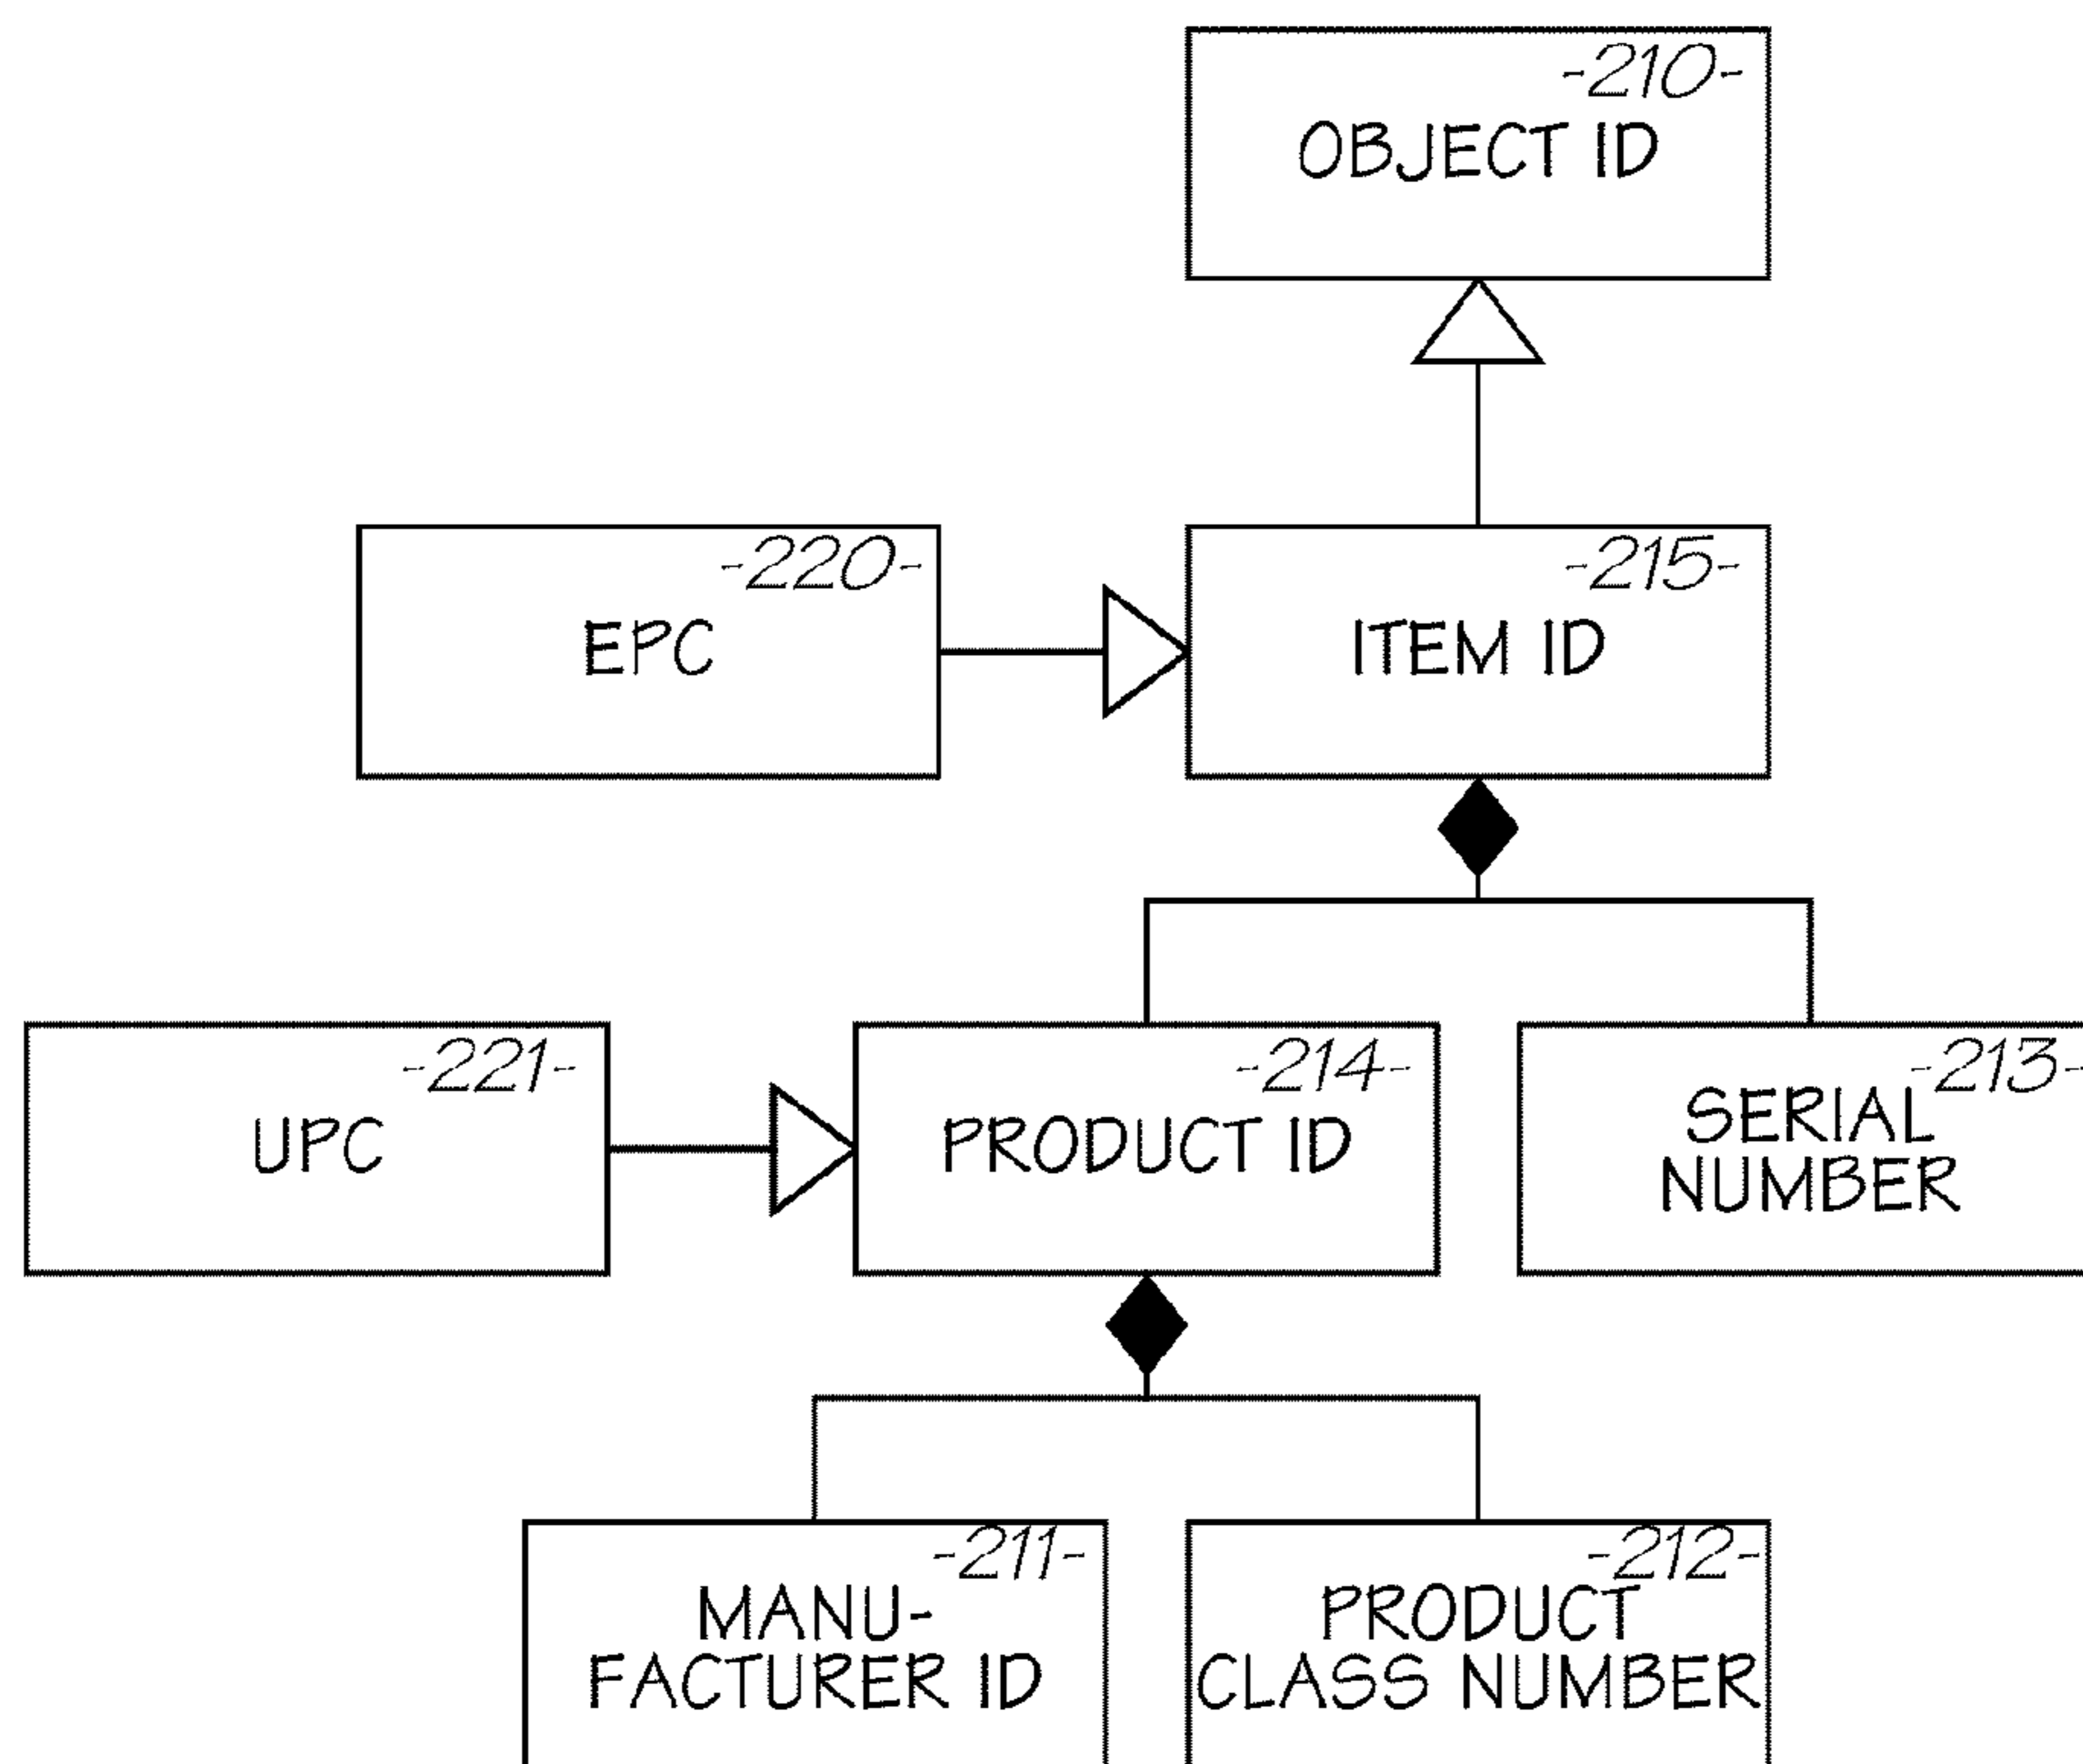 -210-
OBJECT ID
-220-
EPC
-215-
ITEM ID
-221-
UPC
-214-
PRODUCT ID
-213-
SERIAL
NUMBER
-211-
MANU-
FACTURER ID
-212-
PRODUCT
CLASS NUMBER